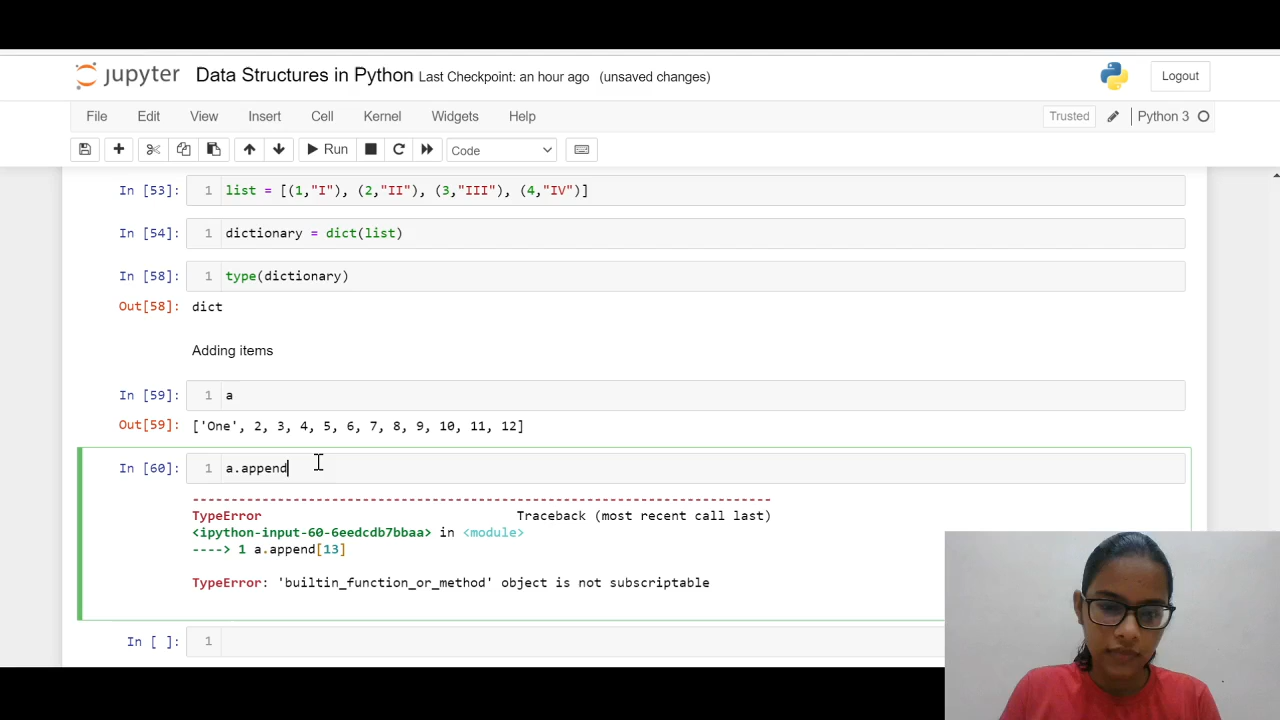 jupyter Data Structures in Python Last Checkpoint: an hour ago (unsaved changes) Logout
File Edit View Insert Cell Kernel Widgets Help Trusted Python 3
Run Code
In [53]: 1 list = [(1,"I"), (2,"II"), (3,"III"), (4,"IV")]
In [54]: 1 dictionary = dict(list)
In [58]: 1 type(dictionary)
Out[58]: dict
Adding items
In [59]: 1 a
Out[59]: ['One', 2, 3, 4, 5, 6, 7, 8, 9, 10, 11, 12]
In [60]: 1 a.append
---------------------------------------------------------------------------
TypeError Traceback (most recent call last)
<ipython-input-60-6eedcdb7bbaa> in <module>
----> 1 a.append[13]
TypeError: 'builtin_function_or_method' object is not subscriptable
In [ ]: 1